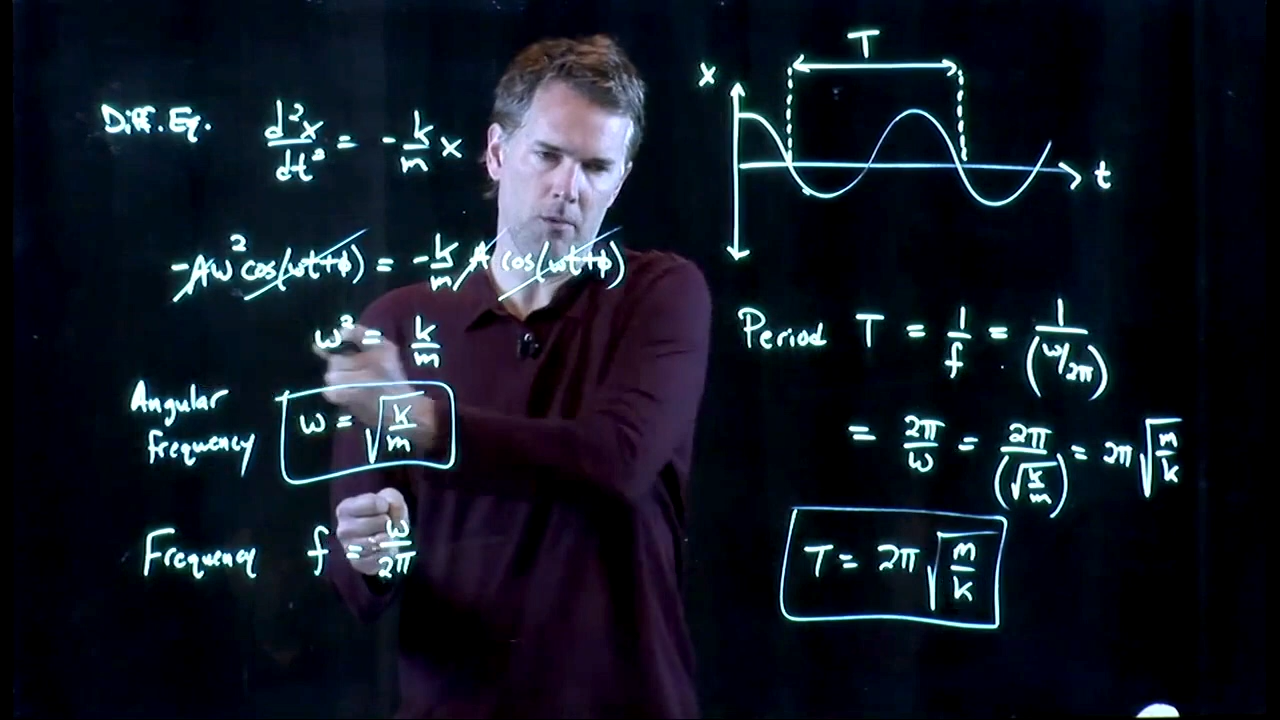 Diff. Eq. d²x/dt² = -k/m x
-Aω² cos(ωt+ϕ) = -k/m A cos(ωt+ϕ)
ω² = k/m
Angular
frequency ω = √(k/m)
Frequency f = ω/2π
T
x
t
Period T = 1/f = 1/(ω/2π)
= 2π/ω = 2π/(√(k/m)) = 2π√(m/k)
T = 2π√(m/k)